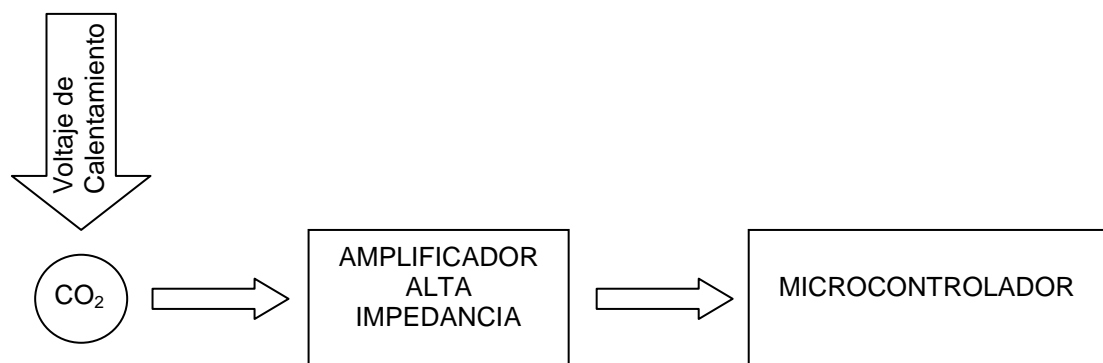 Voltaje de
Calentamiento
CO₂
AMPLIFICADOR
ALTA
IMPEDANCIA
MICROCONTROLADOR